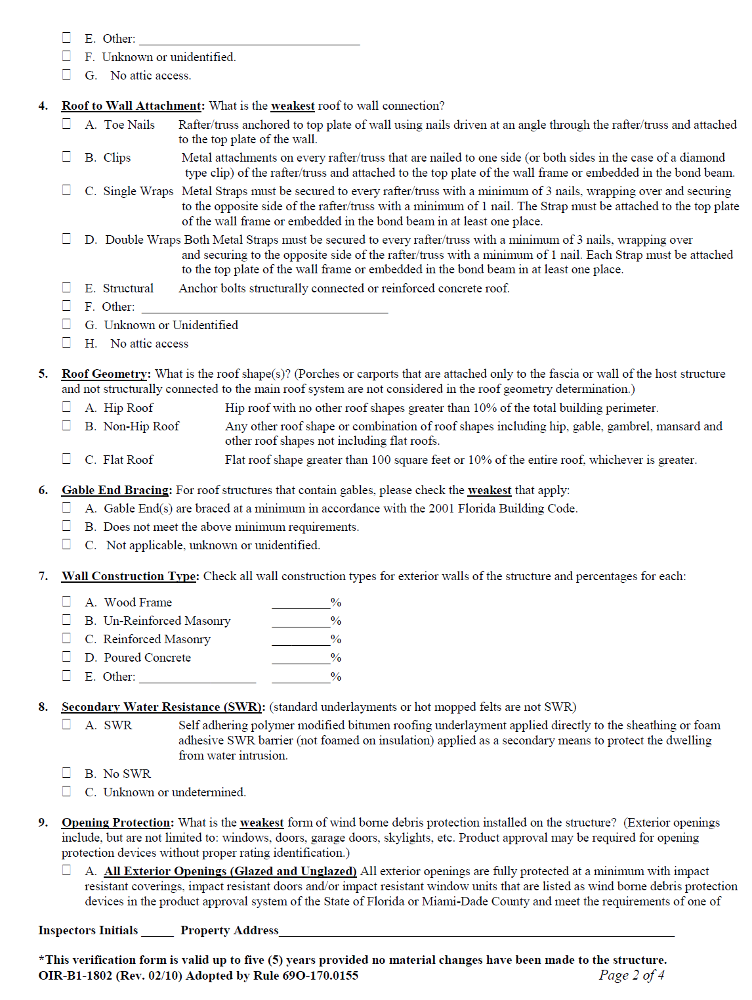 E. Other: ___________________________________
F. Unknown or unidentified.
G. No attic access.
4. Roof to Wall Attachment: What is the weakest roof to wall connection?
A. Toe Nails Rafter/truss anchored to top plate of wall using nails driven at an angle through the rafter/truss and attached
to the top plate of the wall.
B. Clips Metal attachments on every rafter/truss that are nailed to one side (or both sides in the case of a diamond
type clip) of the rafter/truss and attached to the top plate of the wall frame or embedded in the bond beam.
C. Single Wraps Metal Straps must be secured to every rafter/truss with a minimum of 3 nails, wrapping over and securing
to the opposite side of the rafter/truss with a minimum of 1 nail. The Strap must be attached to the top plate
of the wall frame or embedded in the bond beam in at least one place.
D. Double Wraps Both Metal Straps must be secured to every rafter/truss with a minimum of 3 nails, wrapping over
and securing to the opposite side of the rafter/truss with a minimum of 1 nail. Each Strap must be attached
to the top plate of the wall frame or embedded in the bond beam in at least one place.
E. Structural Anchor bolts structurally connected or reinforced concrete roof.
F. Other: _______________________________________
G. Unknown or Unidentified
H. No attic access
5. Roof Geometry: What is the roof shape(s)? (Porches or carports that are attached only to the fascia or wall of the host structure
and not structurally connected to the main roof system are not considered in the roof geometry determination.)
A. Hip Roof Hip roof with no other roof shapes greater than 10% of the total building perimeter.
B. Non-Hip Roof Any other roof shape or combination of roof shapes including hip, gable, gambrel, mansard and
other roof shapes not including flat roofs.
C. Flat Roof Flat roof shape greater than 100 square feet or 10% of the entire roof, whichever is greater.
6. Gable End Bracing: For roof structures that contain gables, please check the weakest that apply:
A. Gable End(s) are braced at a minimum in accordance with the 2001 Florida Building Code.
B. Does not meet the above minimum requirements.
C. Not applicable, unknown or unidentified.
7. Wall Construction Type: Check all wall construction types for exterior walls of the structure and percentages for each:
A. Wood Frame _________%
B. Un-Reinforced Masonry _________%
C. Reinforced Masonry _________%
D. Poured Concrete _________%
E. Other: __________________ _________%
8. Secondary Water Resistance (SWR): (standard underlayments or hot mopped felts are not SWR)
A. SWR Self adhering polymer modified bitumen roofing underlayment applied directly to the sheathing or foam
adhesive SWR barrier (not foamed on insulation) applied as a secondary means to protect the dwelling
from water intrusion.
B. No SWR
C. Unknown or undetermined.
9. Opening Protection: What is the weakest form of wind borne debris protection installed on the structure? (Exterior openings
include, but are not limited to: windows, doors, garage doors, skylights, etc. Product approval may be required for opening
protection devices without proper rating identification.)
A. All Exterior Openings (Glazed and Unglazed) All exterior openings are fully protected at a minimum with impact
resistant coverings, impact resistant doors and/or impact resistant window units that are listed as wind borne debris protection
devices in the product approval system of the State of Florida or Miami-Dade County and meet the requirements of one of
Inspectors Initials _____ Property Address_____________________________________________________________
*This verification form is valid up to five (5) years provided no material changes have been made to the structure.
OIR-B1-1802 (Rev. 02/10) Adopted by Rule 69O-170.0155 Page 2 of 4